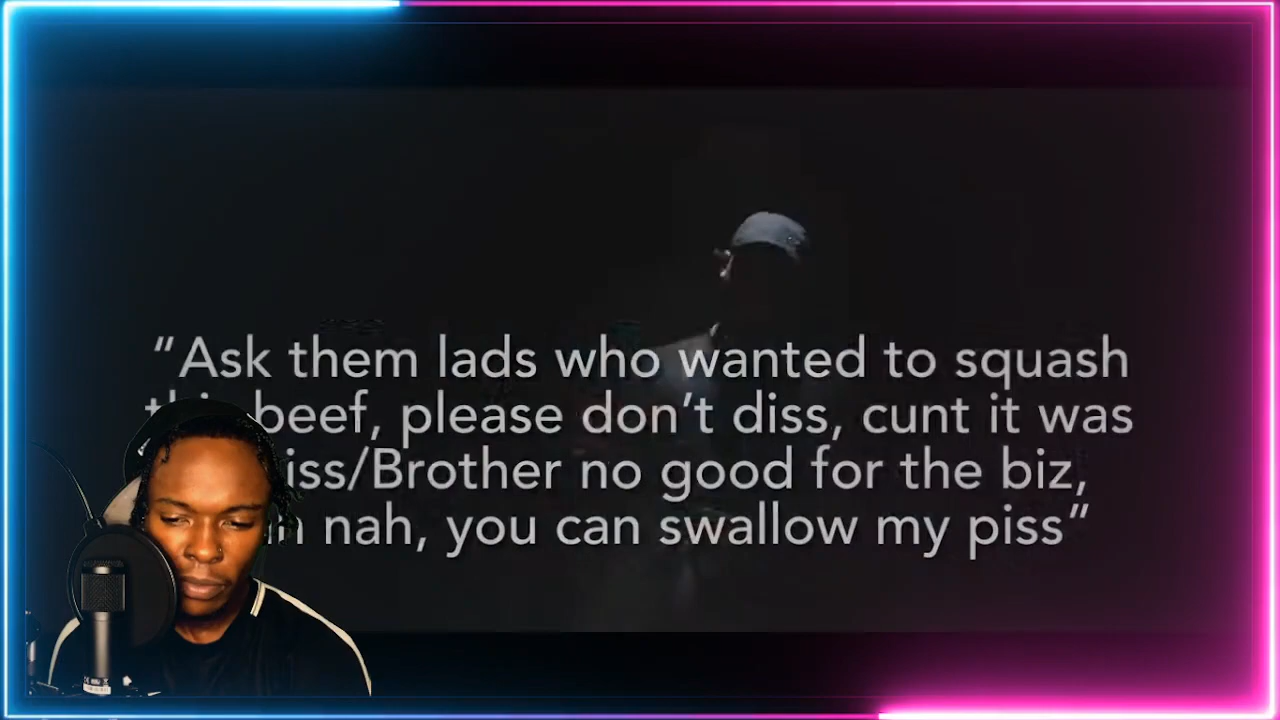 “Ask them lads who wanted to squash
beef, please don’t diss, cunt it was
Brother no good for the biz,
nah, you can swallow my piss”